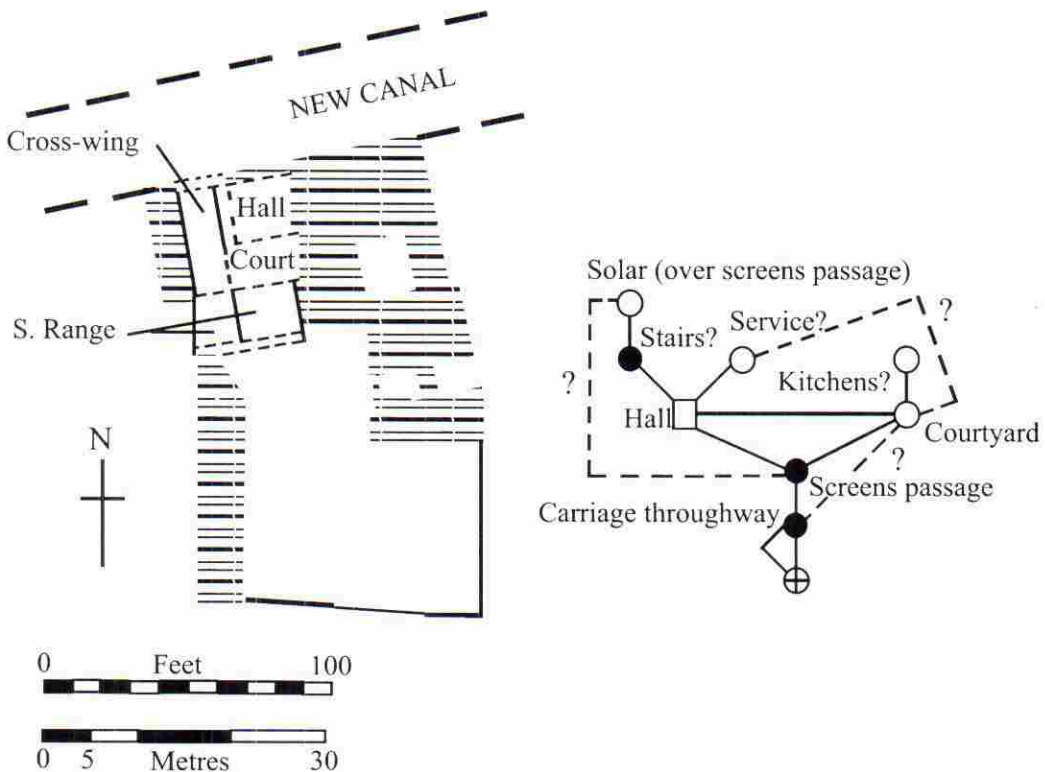 NEW CANAL
Cross-wing
Hall
Court
S. Range
N
0 Feet 100
0 5 Metres 30
Solar (over screens passage)
?
Stairs?
Service?
?
Kitchens?
Hall
Courtyard
?
Screens passage
Carriage throughway